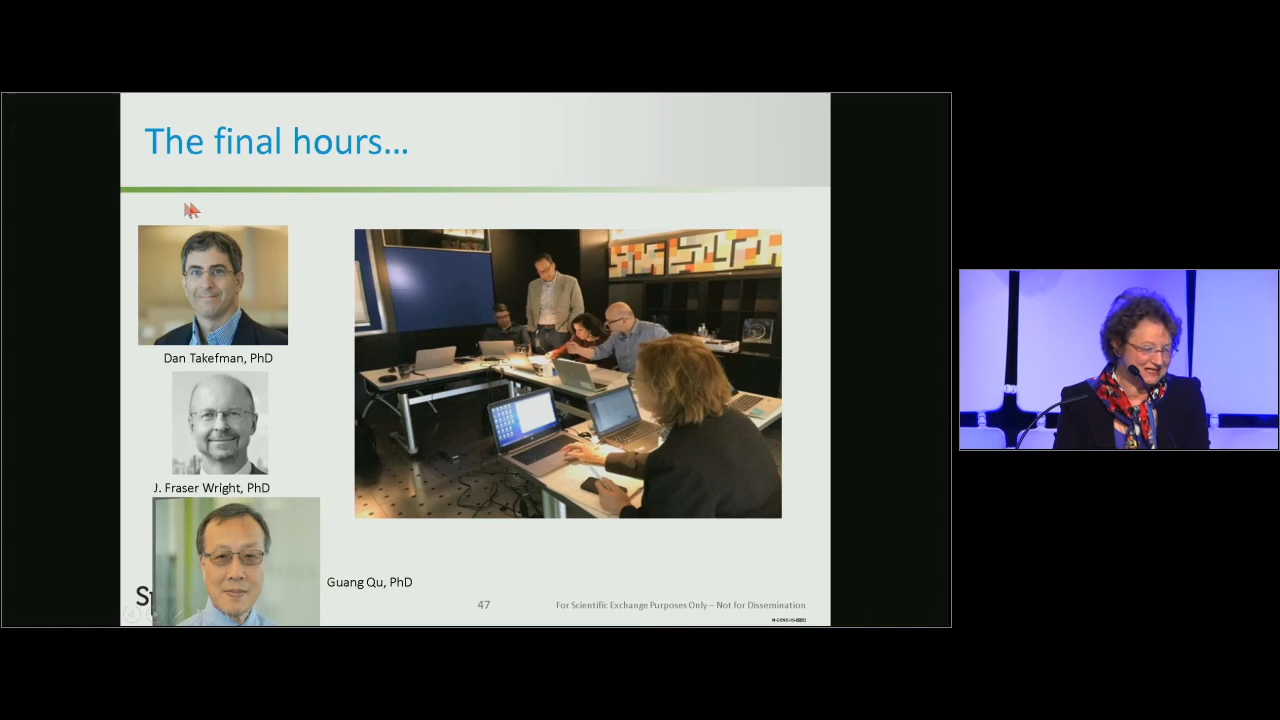 The final hours...
Dan Takefman, PhD
J. Fraser Wright, PhD
Guang Qu, PhD
47
For Scientific Exchange Purposes Only – Not for Dissemination